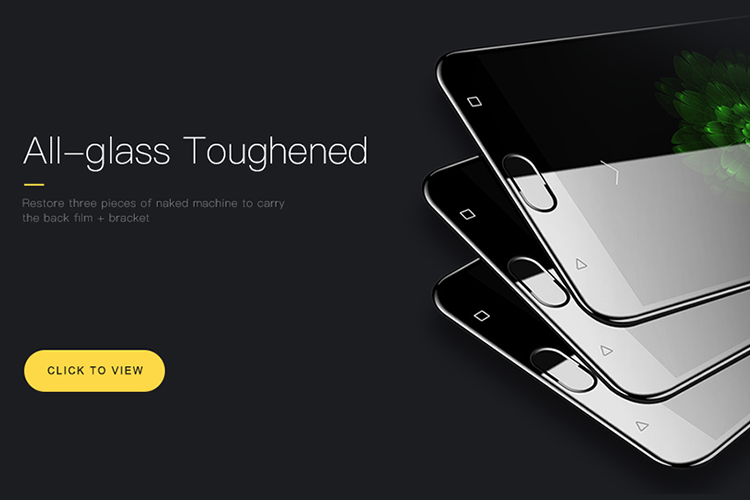 All-glass Toughened
Restore three pieces of naked machine to carry
the back film + bracket
CLICK TO VIEW